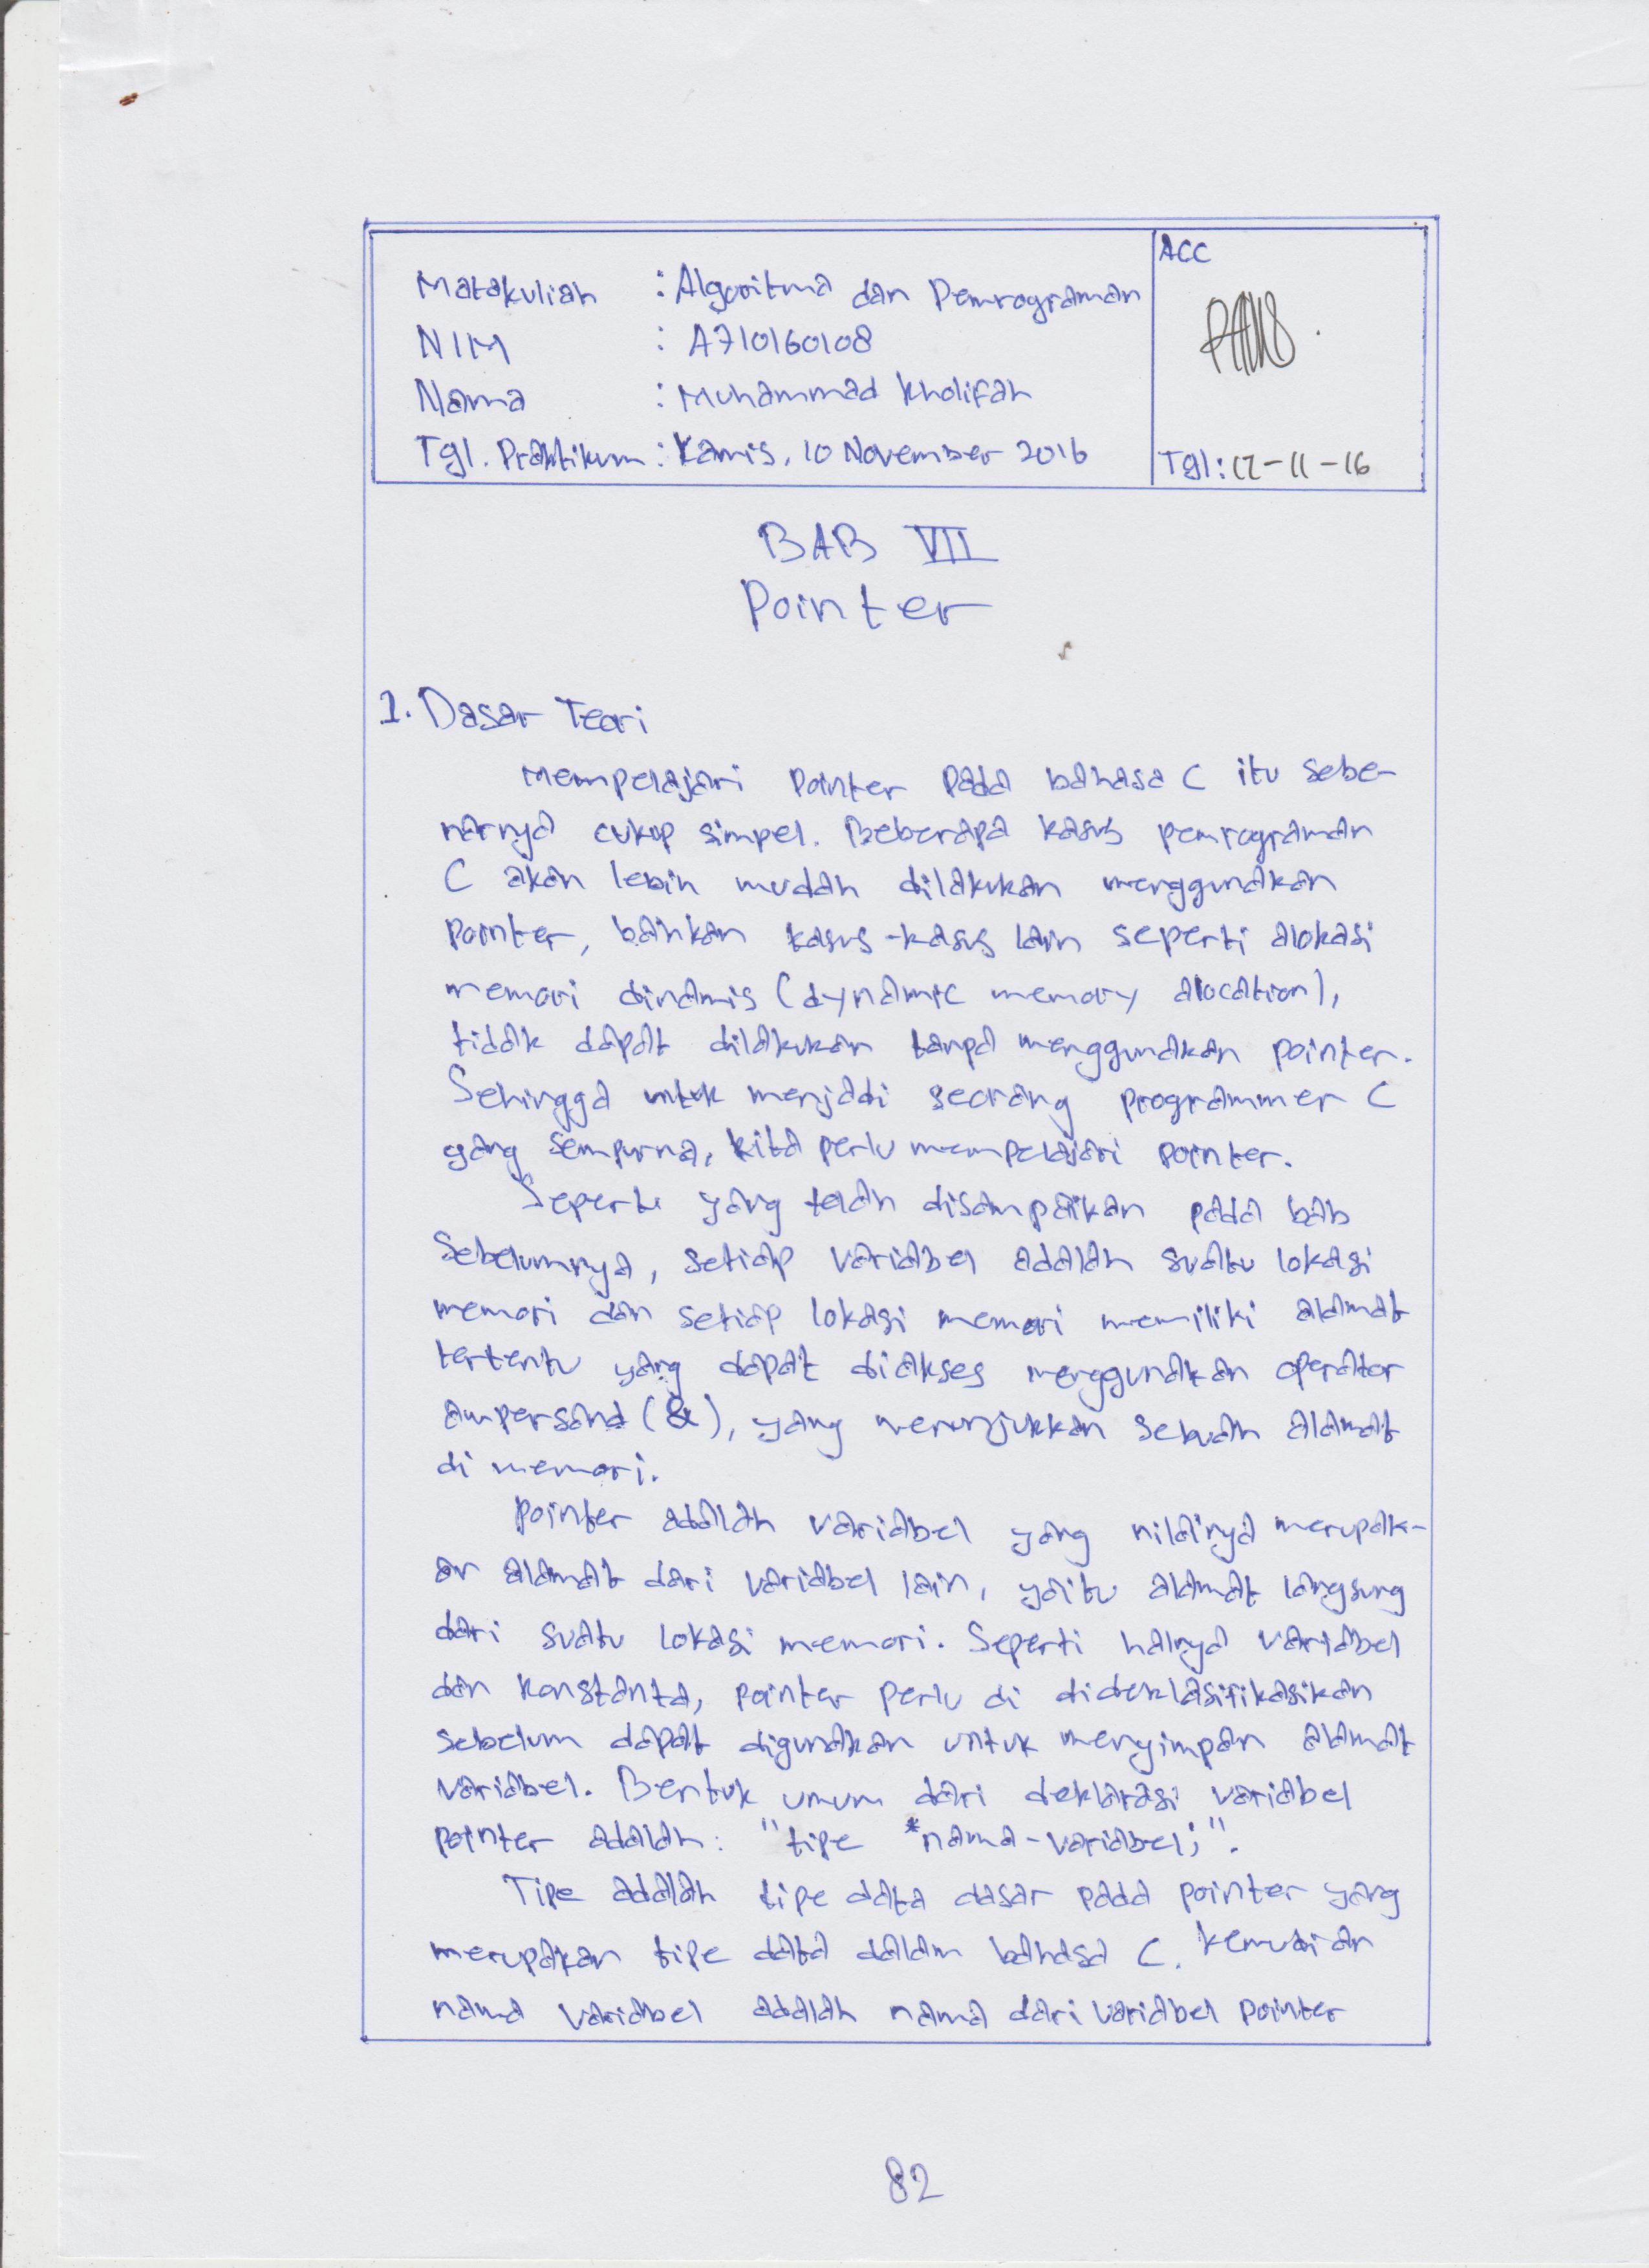 Matakuliah : Algoritma dan Pemrograman
NIM : A710160108
Nama : Muhammad Kholifah
Tgl. Praktikum : Kamis, 10 November 2016
ACC
Tgl: 17-11-16
BAB VII
Pointer
1. Dasar Teori
Mempelajari pointer pada bahasa C itu sebe-
narnya cukup simpel. Beberapa kasus pemrograman
C akan lebih mudah dilakukan menggunakan
pointer, bahkan kasus-kasus lain seperti alokasi
memori dinamis (dynamic memory alocation),
tidak dapat dilakukan tanpa menggunakan pointer.
Sehingga untuk menjadi seorang programmer C
yang sempurna, kita perlu mempelajari pointer.
Seperti yang telah disampaikan pada bab
Sebelumnya, setiap variabel adalah suatu lokasi
memori dan setiap lokasi memori memiliki alamat
tertentu yang dapat diakses menggunakan operator
ampersand (&), yang menunjukkan sebuah alamat
di memori.
Pointer adalah variabel yang nilainya merupak-
an alamat dari variabel lain, yaitu alamat langsung
dari suatu lokasi memori. Seperti halnya variabel
dan konstanta, pointer perlu di dideklasifikasikan
sebelum dapat digunakan untuk menyimpan alamat
variabel. Bentuk umum dari deklarasi variabel
pointer adalah: "tipe *nama-variabel;".
Tipe adalah tipe data dasar pada pointer yang
merupakan tipe data dalam bahasa C. kemudian
nama variabel adalah nama dari variabel pointer
82